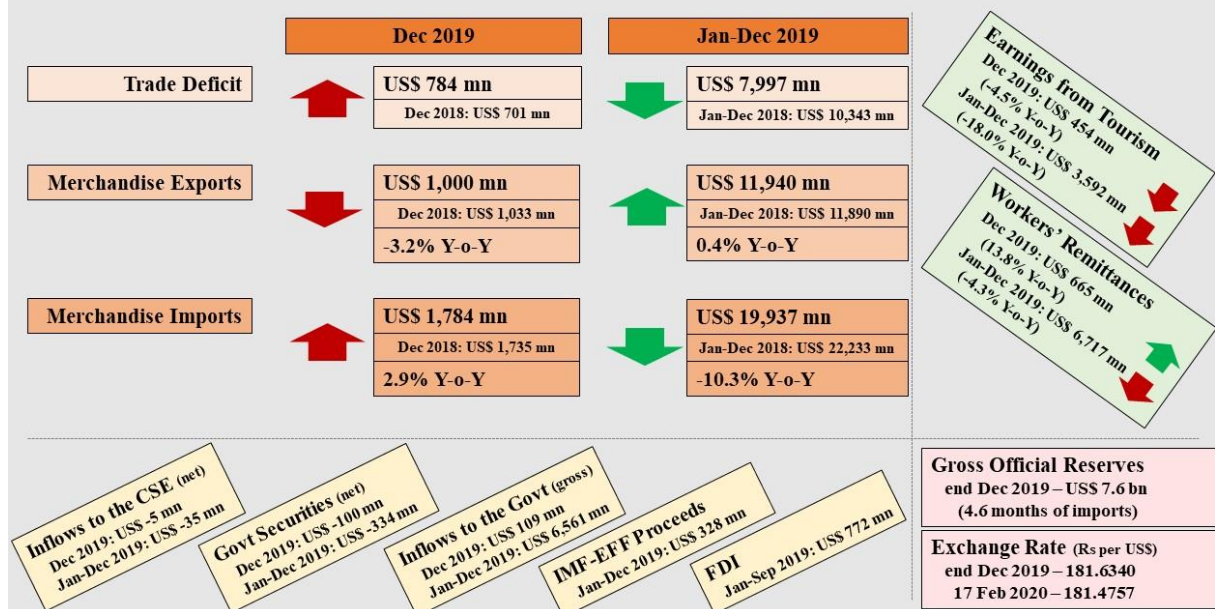 Dec 2019
Jan-Dec 2019
Trade Deficit
US$ 784 mn
Dec 2018: US$ 701 mn
US$ 7,997 mn
Jan-Dec 2018: US$ 10,343 mn
Merchandise Exports
US$ 1,000 mn
Dec 2018: US$ 1,033 mn
-3.2% Y-o-Y
US$ 11,940 mn
Jan-Dec 2018: US$ 11,890 mn
0.4% Y-o-Y
Merchandise Imports
US$ 1,784 mn
Dec 2018: US$ 1,735 mn
2.9% Y-o-Y
US$ 19,937 mn
Jan-Dec 2018: US$ 22,233 mn
-10.3% Y-o-Y
Earnings from Tourism
Dec 2019: US$ 454 mn
(-4.5% Y-o-Y)
Jan-Dec 2019: US$ 3,592 mn
(-18.0% Y-o-Y)
Workers' Remittances
Dec 2019: US$ 665 mn
(13.8% Y-o-Y)
Jan-Dec 2019: US$ 6,717 mn
(-4.3% Y-o-Y)
Inflows to the CSE (net)
Dec 2019: US$ -5 mn
Jan-Dec 2019: US$ -35 mn
Govt Securities (net)
Dec 2019: US$ -100 mn
Jan-Dec 2019: US$ -334 mn
Inflows to the Govt (gross)
Dec 2019: US$ 109 mn
Jan-Dec 2019: US$ 6,561 mn
IMF-EFF Proceeds
Jan-Dec 2019: US$ 328 mn
FDI
Jan-Sep 2019: US$ 772 mn
Gross Official Reserves
end Dec 2019 – US$ 7.6 bn
(4.6 months of imports)
Exchange Rate (Rs per US$)
end Dec 2019 – 181.6340
17 Feb 2020 – 181.4757